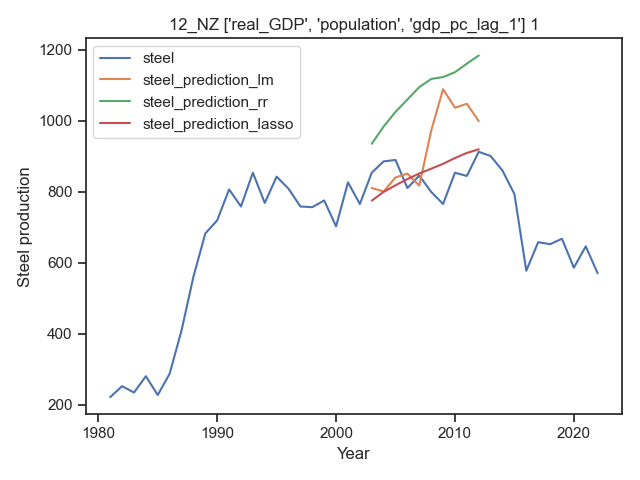 12_NZ ['real_GDP', 'population', 'gdp_pc_lag_1'] 1
steel
steel_prediction_lm
steel_prediction_rr
steel_prediction_lasso
Steel production
1200
1000
800
600
400
200
1980
1990
2000
2010
2020
Year